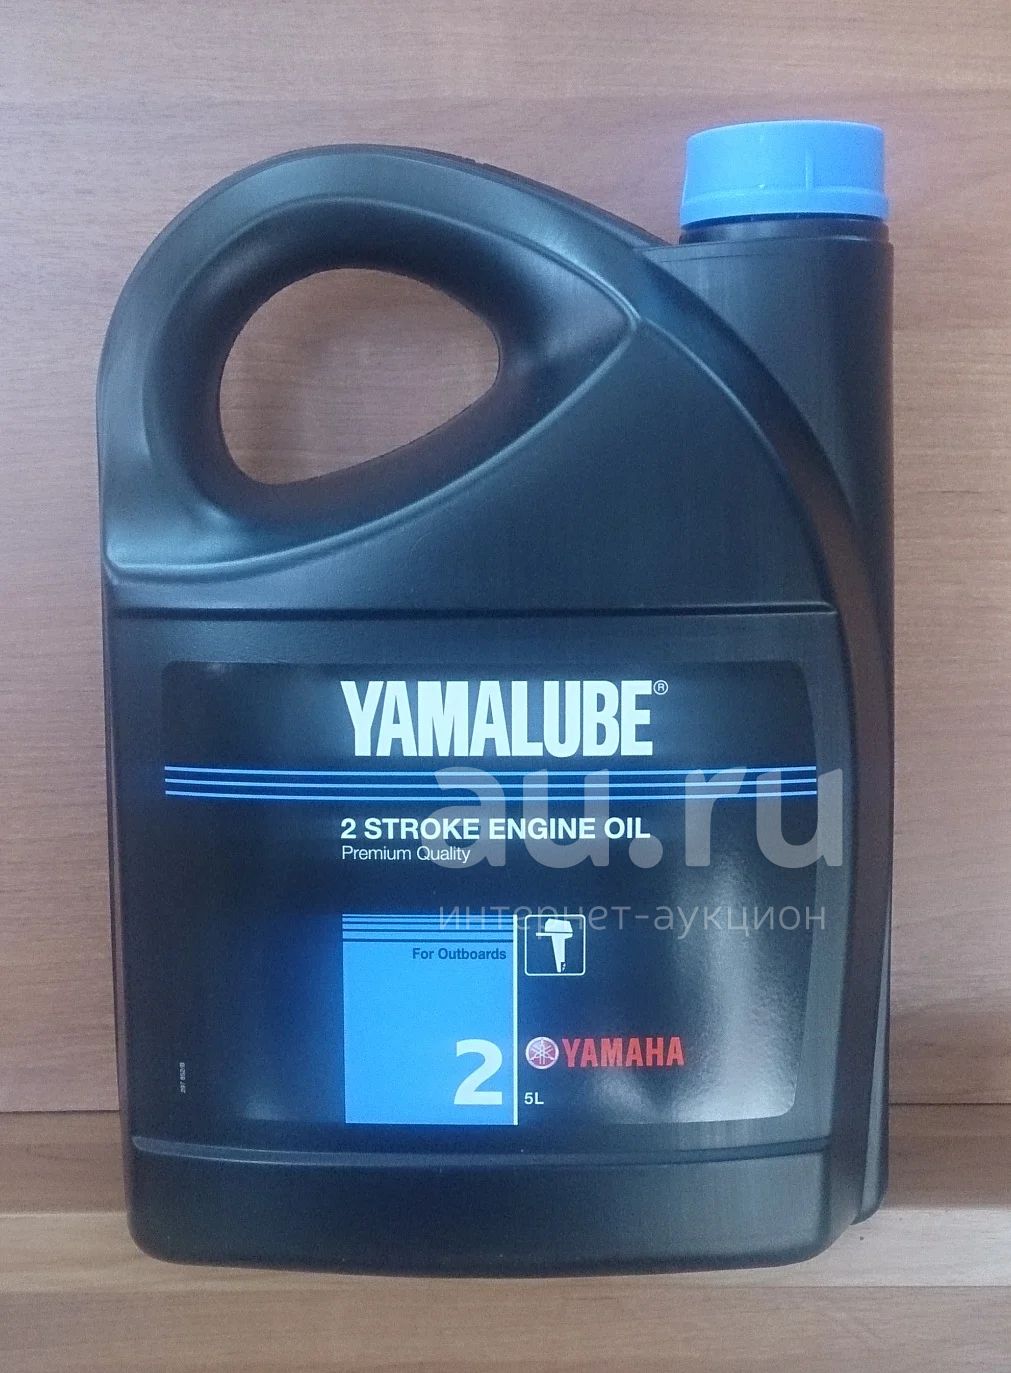 YAMALUBE®
2 STROKE ENGINE OIL
Premium Quality
au.ru
интернет-аукцион
For Outboards
2
YAMAHA
5L